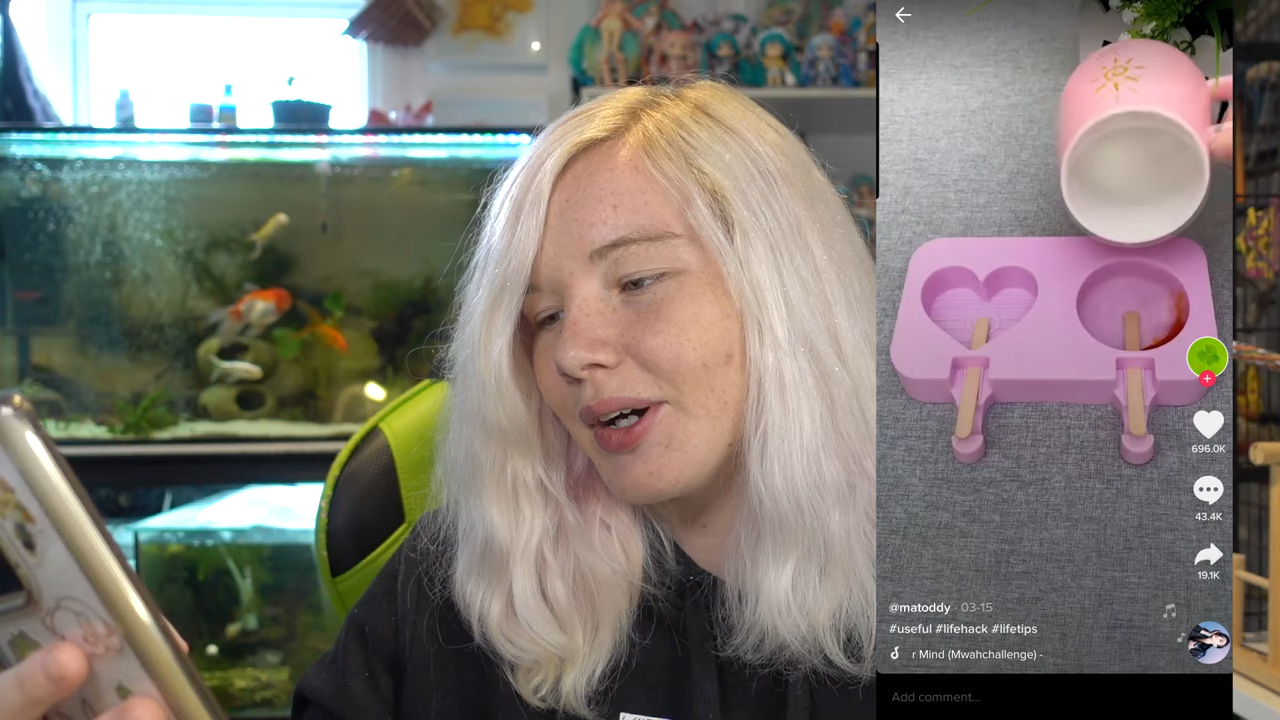 696.0K
43.4K
19.1K
@matoddy · 03-15
#useful #lifehack #lifetips
r Mind (Mwahchallenge) -
Add comment...